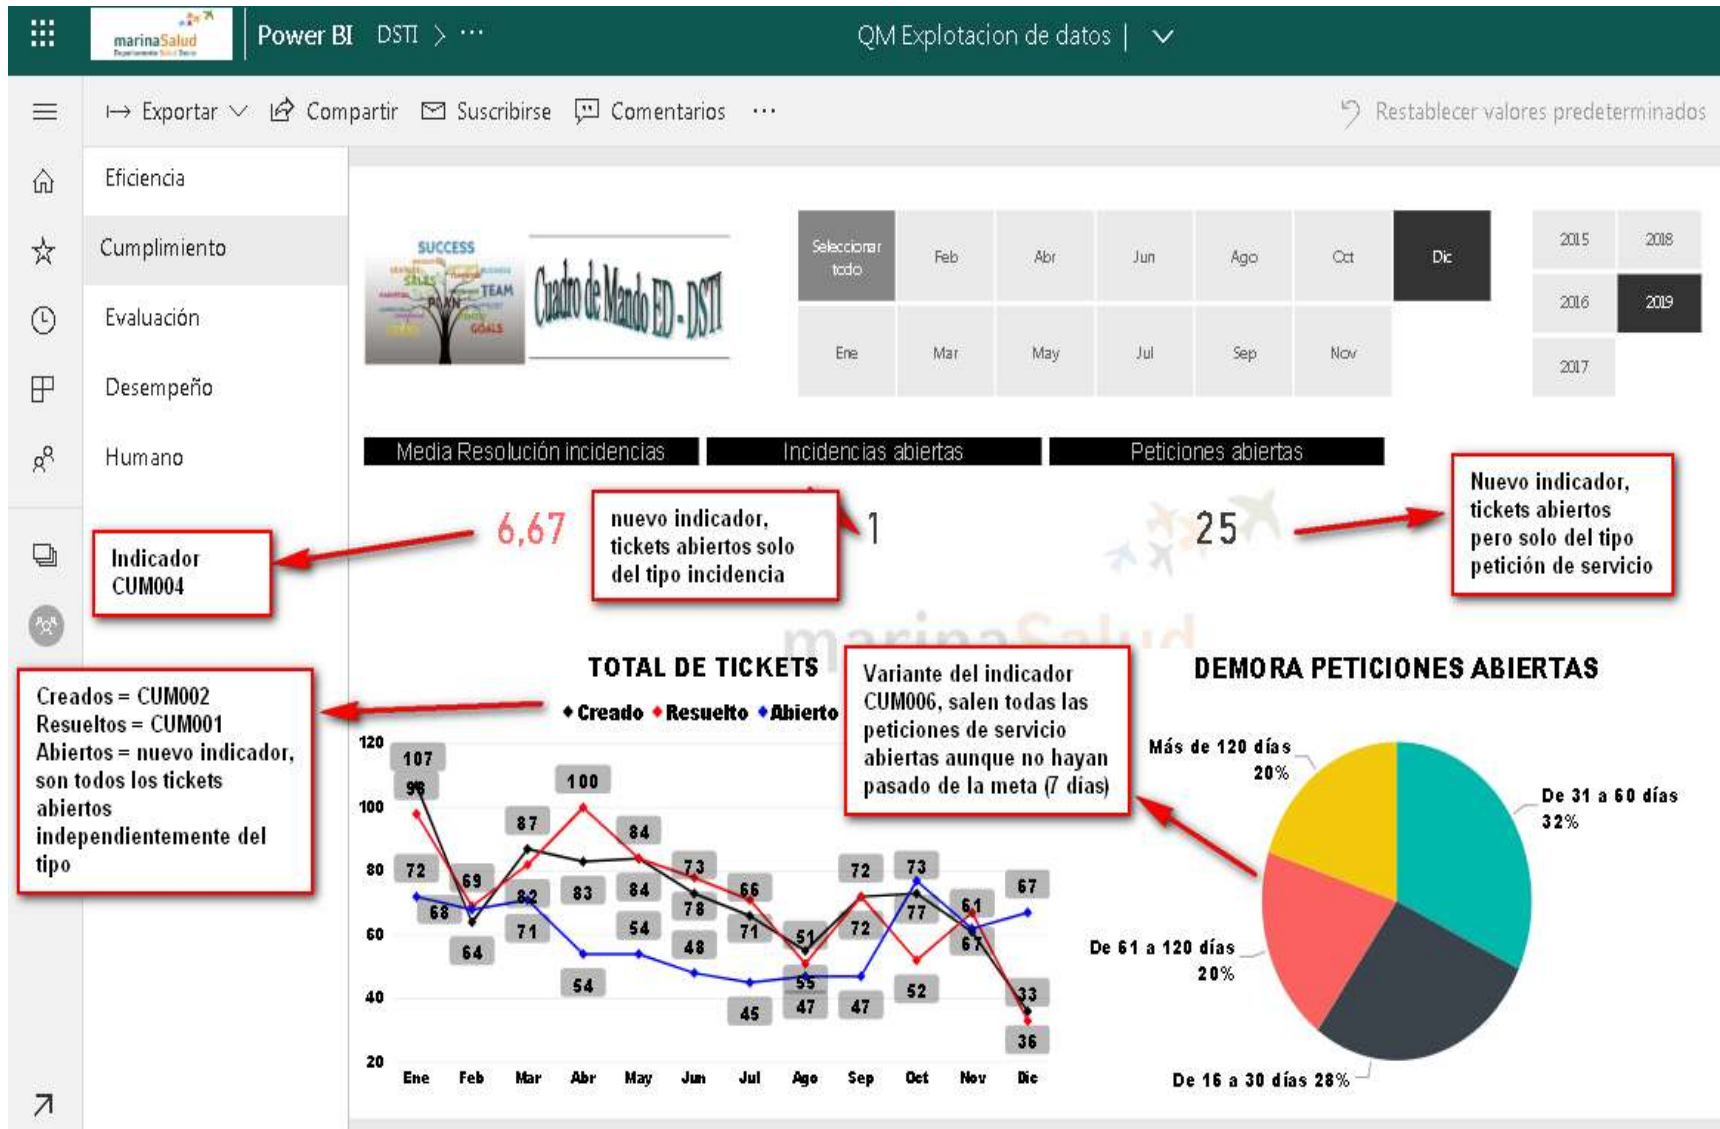 marinaSalud
Power BI DSTI > ...
QM Explotacion de datos |
Exportar
Compartir
Suscribirse
Comentarios
...
Restablecer valores predeterminados
Eficiencia
Cumplimiento
Evaluación
Desempeño
Humano
SUCCESS
SALES
TEAM
PLAN
GOALS
Cuadro de Mando ED - DSTI
Seleccionar
todo
Feb
Abr
Jun
Ago
Oct
Dic
Ene
Mar
May
Jul
Sep
Nov
2015
2018
2016
2019
2017
Media Resolución incidencias
Incidencias abiertas
Peticiones abiertas
6,67
1
25
Indicador
CUM004
nuevo indicador,
tickets abiertos solo
del tipo incidencia
Nuevo indicador,
tickets abiertos
pero solo del tipo
petición de servicio
marinaSalud
Creados = CUM002
Resueltos = CUM001
Abiertos = nuevo indicador,
son todos los tickets
abiertos
independientemente del
tipo
TOTAL DE TICKETS
Creado Resuelto Abierto
Variante del indicador
CUM006, salen todas las
peticiones de servicio
abiertas aunque no hayan
pasado de la meta (7 días)
120
100
80
60
40
20
107
98
72
68
69
64
87
82
71
100
83
54
84
84
54
73
78
48
66
71
45
51
55
47
72
72
47
73
77
52
61
67
67
33
36
Ene Feb Mar Abr May Jun Jul Ago Sep Oct Nov Dic
DEMORA PETICIONES ABIERTAS
Más de 120 días
20%
De 31 a 60 días
32%
De 61 a 120 días
20%
De 16 a 30 días 28%